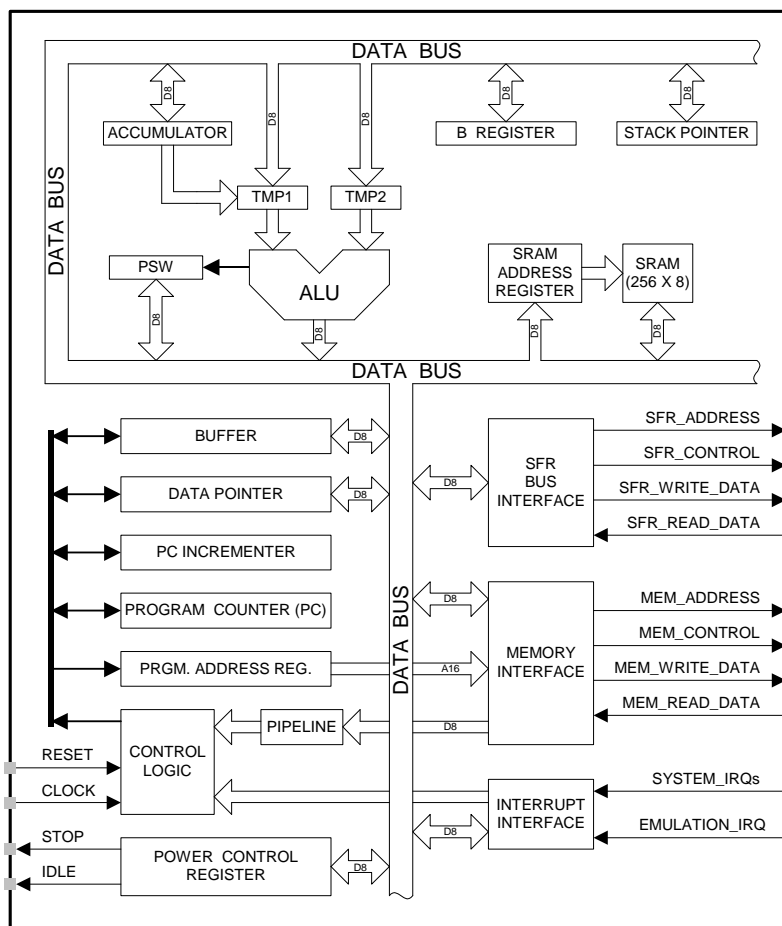 DATA BUS
D8
D8
D8
D8
D8
ACCUMULATOR
B REGISTER
STACK POINTER
DATA BUS
TMP1
TMP2
PSW
ALU
SRAM
ADDRESS
REGISTER
SRAM
(256 X 8)
D8
D8
D8
D8
DATA BUS
BUFFER
D8
DATA POINTER
D8
PC INCREMENTER
PROGRAM COUNTER (PC)
PRGM. ADDRESS REG.
A16
DATA BUS
D8
SFR
BUS
INTERFACE
SFR_ADDRESS
SFR_CONTROL
SFR_WRITE_DATA
SFR_READ_DATA
D8
MEMORY
INTERFACE
MEM_ADDRESS
MEM_CONTROL
MEM_WRITE_DATA
MEM_READ_DATA
RESET
CLOCK
CONTROL
LOGIC
PIPELINE
D8
INTERRUPT
INTERFACE
D8
SYSTEM_IRQs
EMULATION_IRQ
STOP
IDLE
POWER CONTROL
REGISTER
D8